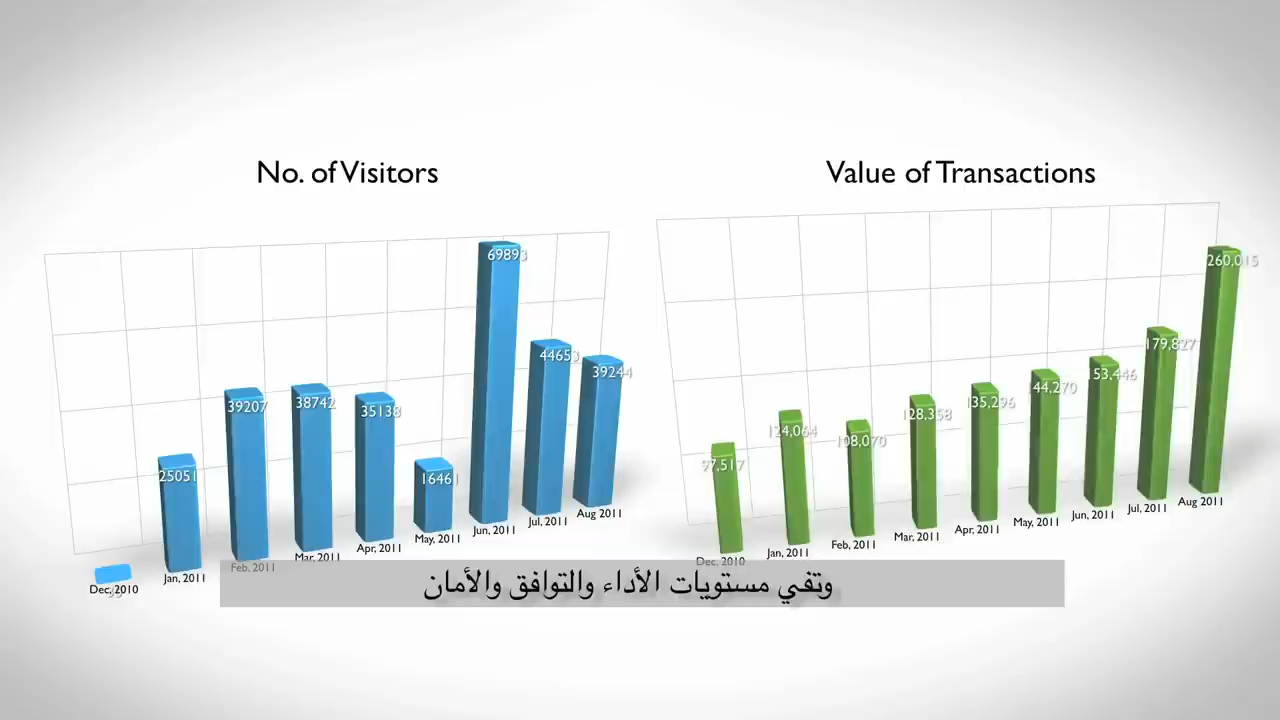 No. of Visitors
Value of Transactions
69893
44653
39244
39207
38742
35138
25051
16461
260,015
179,827
153,446
44,270
135,296
128,358
108,070
124,064
97,517
Dec, 2010
Jan, 2011
Feb, 2011
Mar, 2011
Apr, 2011
May, 2011
Jun, 2011
Jul, 2011
Aug 2011
Dec, 2010
Jan, 2011
Feb, 2011
Mar, 2011
Apr, 2011
May, 2011
Jun, 2011
Jul, 2011
Aug 2011
وتفي مستويات الأداء والتوافق والأمان